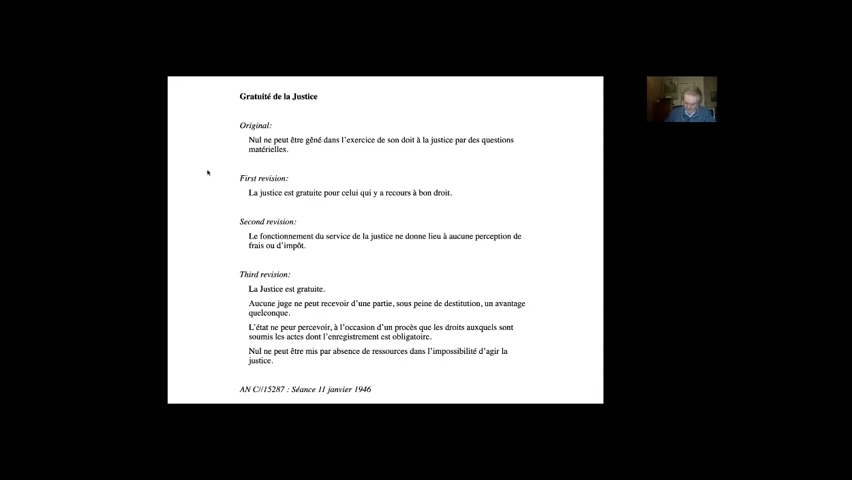 Gratuité de la Justice
Original:
Nul ne peut être gêné dans l'exercice de son doit à la justice par des questions
matérielles.
First revision:
La justice est gratuite pour celui qui y a recours à bon droit.
Second revision:
Le fonctionnement du service de la justice ne donne lieu à aucune perception de
frais ou d'impôt.
Third revision:
La Justice est gratuite.
Aucune juge ne peut recevoir d'une partie, sous peine de destitution, un avantage
quelconque.
L'état ne peur percevoir, à l'occasion d'un procès que les droits auxquels sont
soumis les actes dont l'enregistrement est obligatoire.
Nul ne peut être mis par absence de ressources dans l'impossibilité d'agir la
justice.
AN C//15287 : Séance 11 janvier 1946